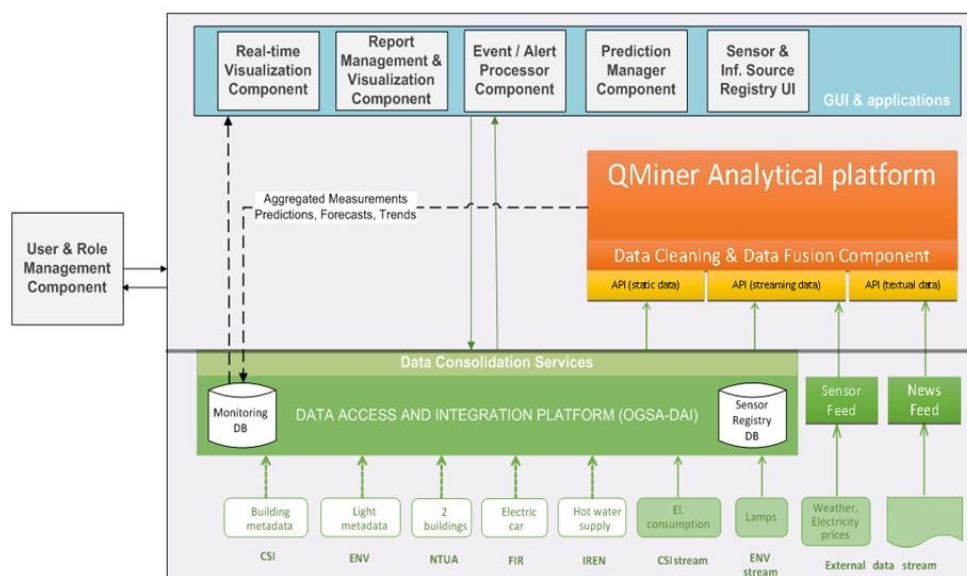 Real-time
Visualization
Component
Report
Management &
Visualization
Component
Event / Alert
Processor
Component
Prediction
Manager
Component
Sensor &
Inf. Source
Registry UI
GUI & applications
QMiner Analytical platform
Aggregated Measurements
Predictions, Forecasts, Trends
User & Role
Management
Component
Data Cleaning & Data Fusion Component
API (static data)
API (streaming data)
API (textual data)
Data Consolidation Services
Monitoring
DB
DATA ACCESS AND INTEGRATION PLATFORM (OGSA-DAI)
Sensor
Registry
DB
Sensor
Feed
News
Feed
Building
metadata
Light
metadata
2
buildings
Electric
car
Hot water
supply
El.
consumption
Lamps
Weather,
Electricity
prices
CSI
ENV
NTUA
FIR
IREN
CSI stream
ENV
stream
External data stream